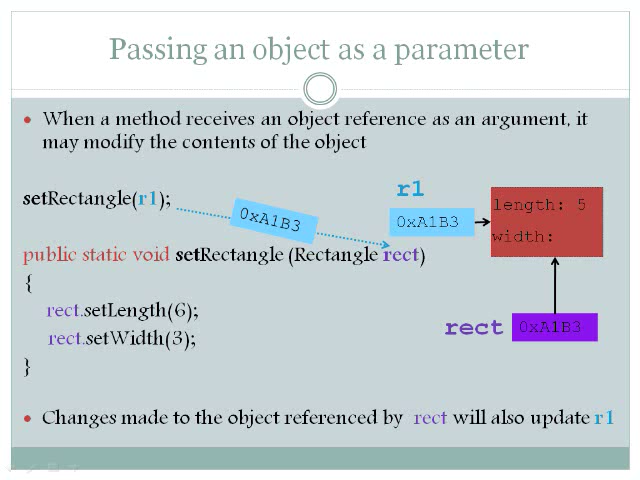 Passing an object as a parameter
When a method receives an object reference as an argument, it
may modify the contents of the object
setRectangle(r1);
0xA1B3
r1
0xA1B3
length: 5
width:
public static void setRectangle (Rectangle rect)
{
rect.setLength(6);
rect.setWidth(3);
}
rect
0xA1B3
Changes made to the object referenced by rect will also update r1